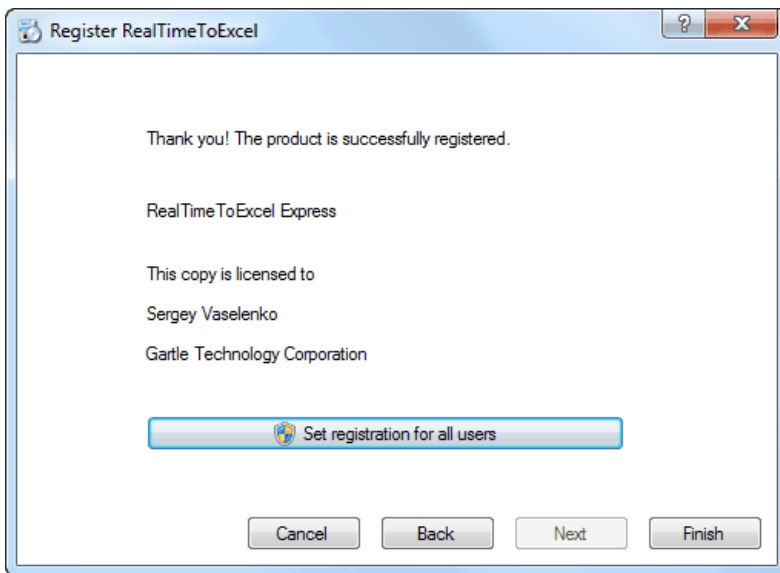 Register RealTimeToExcel
Thank you! The product is successfully registered.
RealTimeToExcel Express
This copy is licensed to
Sergey Vaselenko
Gartle Technology Corporation
Set registration for all users
Cancel Back Next Finish